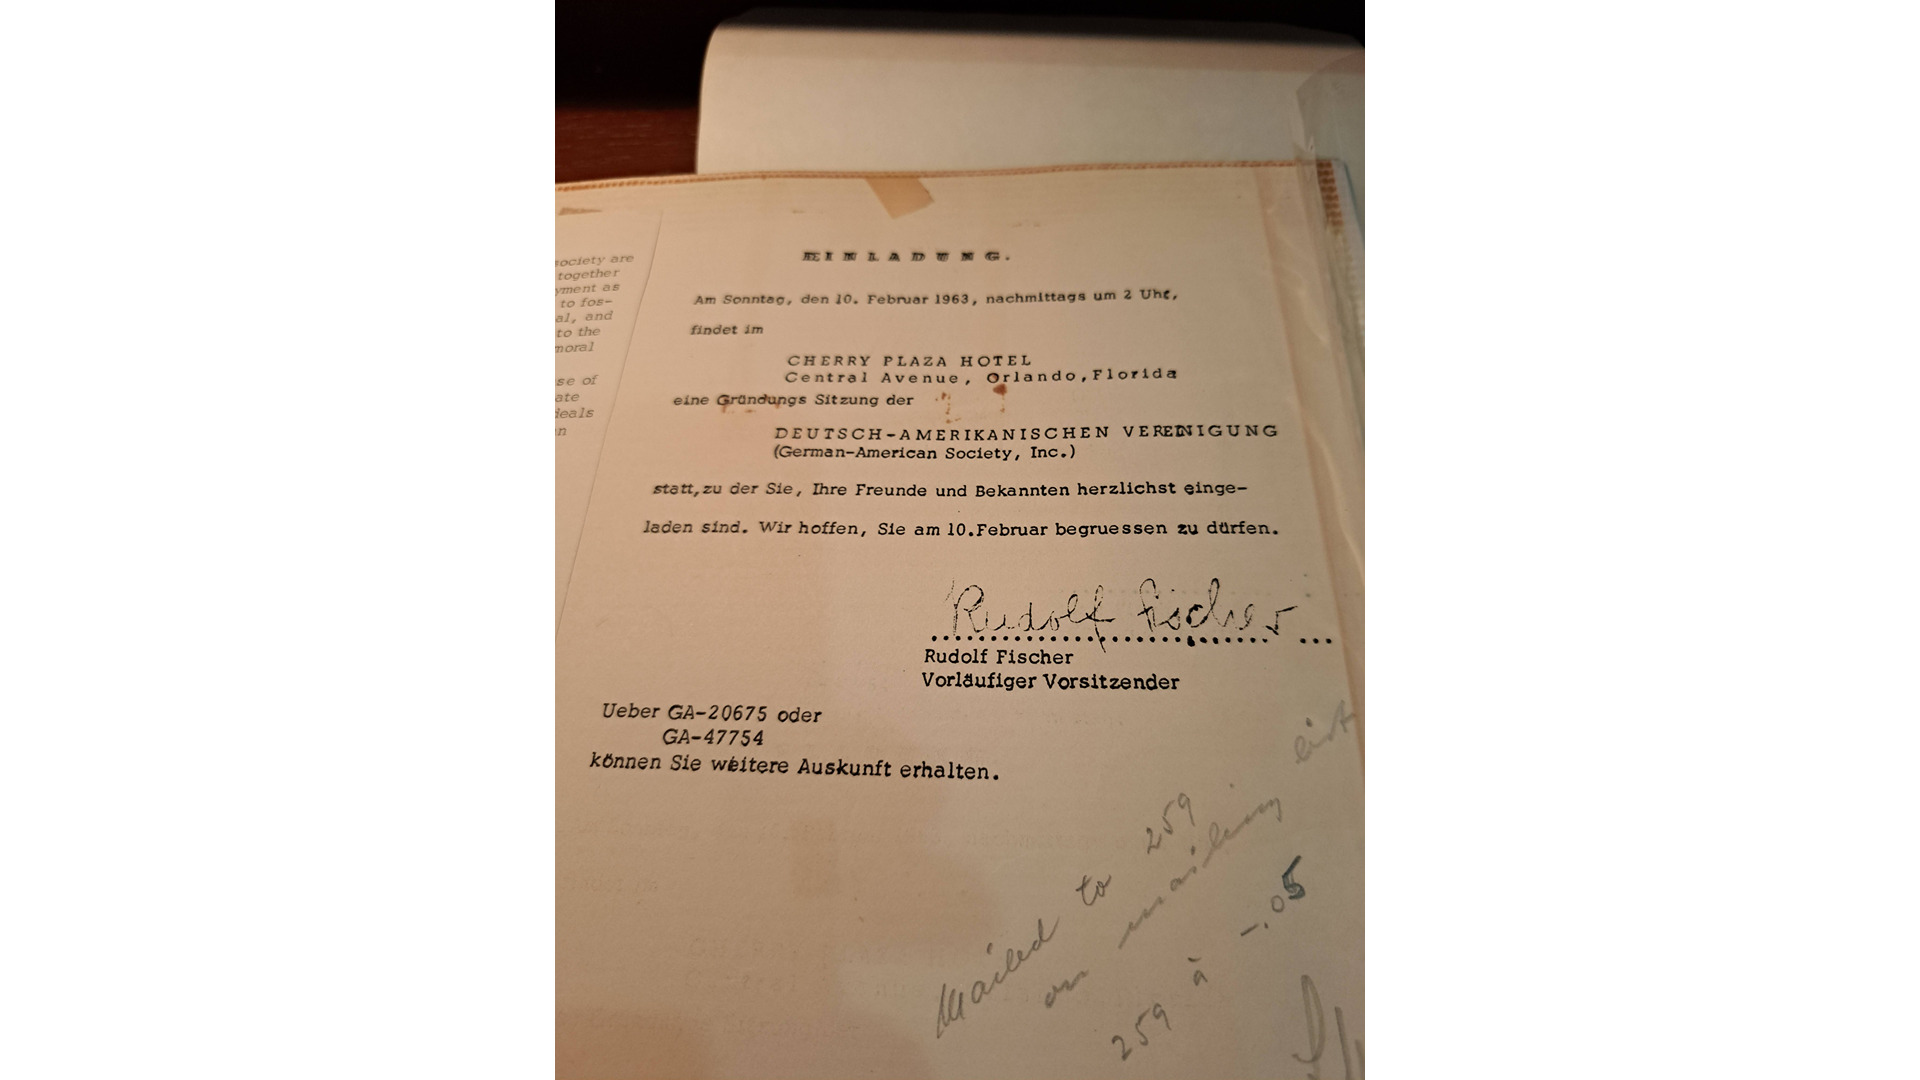 ociety are
together
yment as
to fos-
al, and
to the
moral
se of
ate
deals
n
EINLADUNG.
Am Sonntag, den 10. Februar 1963, nachmittags um 2 Uhr,
findet im
CHERRY PLAZA HOTEL
Central Avenue, Orlando, Florida
eine Gründungs Sitzung der
DEUTSCH-AMERIKANISCHEN VEREINIGUNG
(German-American Society, Inc.)
statt, zu der Sie, Ihre Freunde und Bekannten herzlichst einge-
laden sind. Wir hoffen, Sie am 10.Februar begruessen zu dürfen.
Rudolf Fischer
Rudolf Fischer
Vorläufiger Vorsitzender
Ueber GA-20675 oder
GA-47754
können Sie weitere Auskunft erhalten.
Mailed to 259
on mailing
259 à -.05